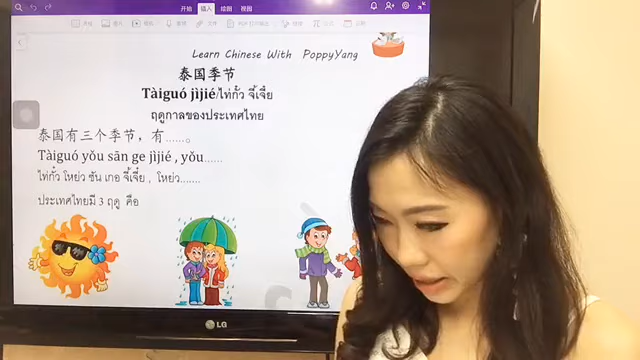 开始 插入 绘图 视图
Learn Chinese With PoppyYang
泰国季节
Tàiguó jìjié/ไท่กั๋ว จี้เจี๋ย
ฤดูกาลของประเทศไทย
泰国有三个季节，有......。
Tàiguó yǒu sān ge jìjié , yǒu......
ไท่กั๋ว โหย่ว ซัน เกอ จี้เจี๋ย , โหย่ว.......
ประเทศไทยมี 3 ฤดู คือ
LG